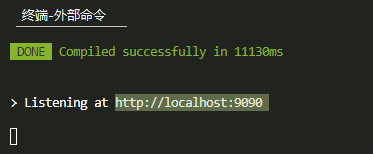 终端-外部命令
DONE Compiled successfully in 11130ms
> Listening at http://localhost:9090